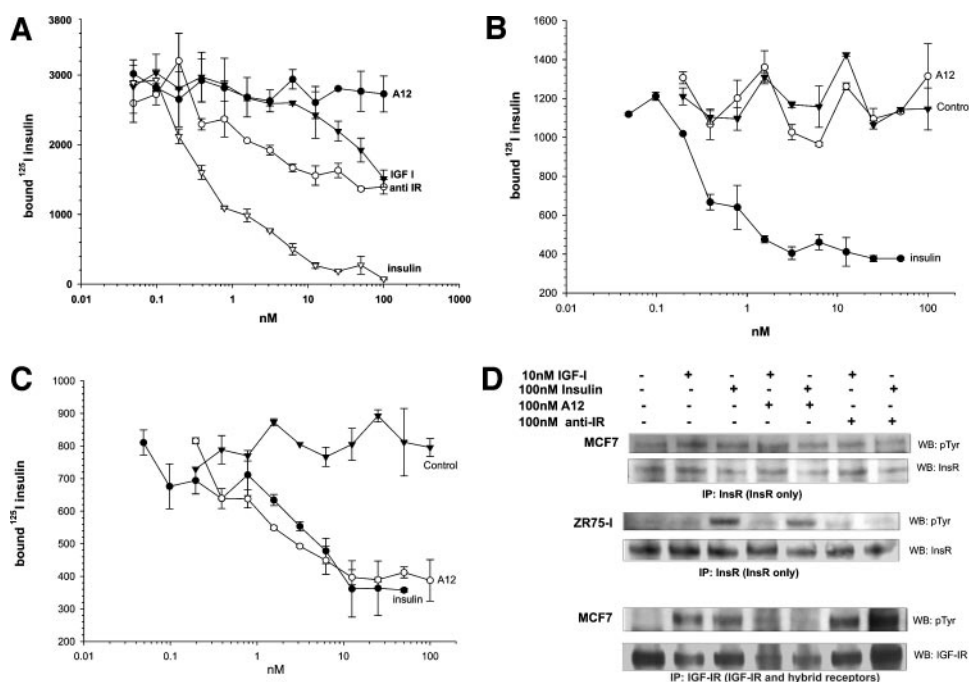 A
bound 125I insulin
3800
3000
2000
1000
0
0.01
0.1
1
10
100
1000
nM
A12
IGF I
anti IR
insulin
B
bound 125I insulin
1600
1400
1200
1000
800
600
400
200
0.01
0.1
1
10
100
nM
A12
Control
insulin
C
bound 125I insulin
1000
900
800
700
600
500
400
300
200
0.01
0.1
1
10
100
nM
Control
A12
insulin
D
10nM IGF-I - + - + - + -
100nM Insulin - - + - + - +
100nM A12 - - - + + - -
100nM anti-IR - - - - - + +
MCF7
WB: pTyr
WB: InsR
IP: InsR (InsR only)
ZR75-I
WB: pTyr
WB: InsR
IP: InsR (InsR only)
MCF7
WB: pTyr
WB: IGF-IR
IP: IGF-IR (IGF-IR and hybrid receptors)